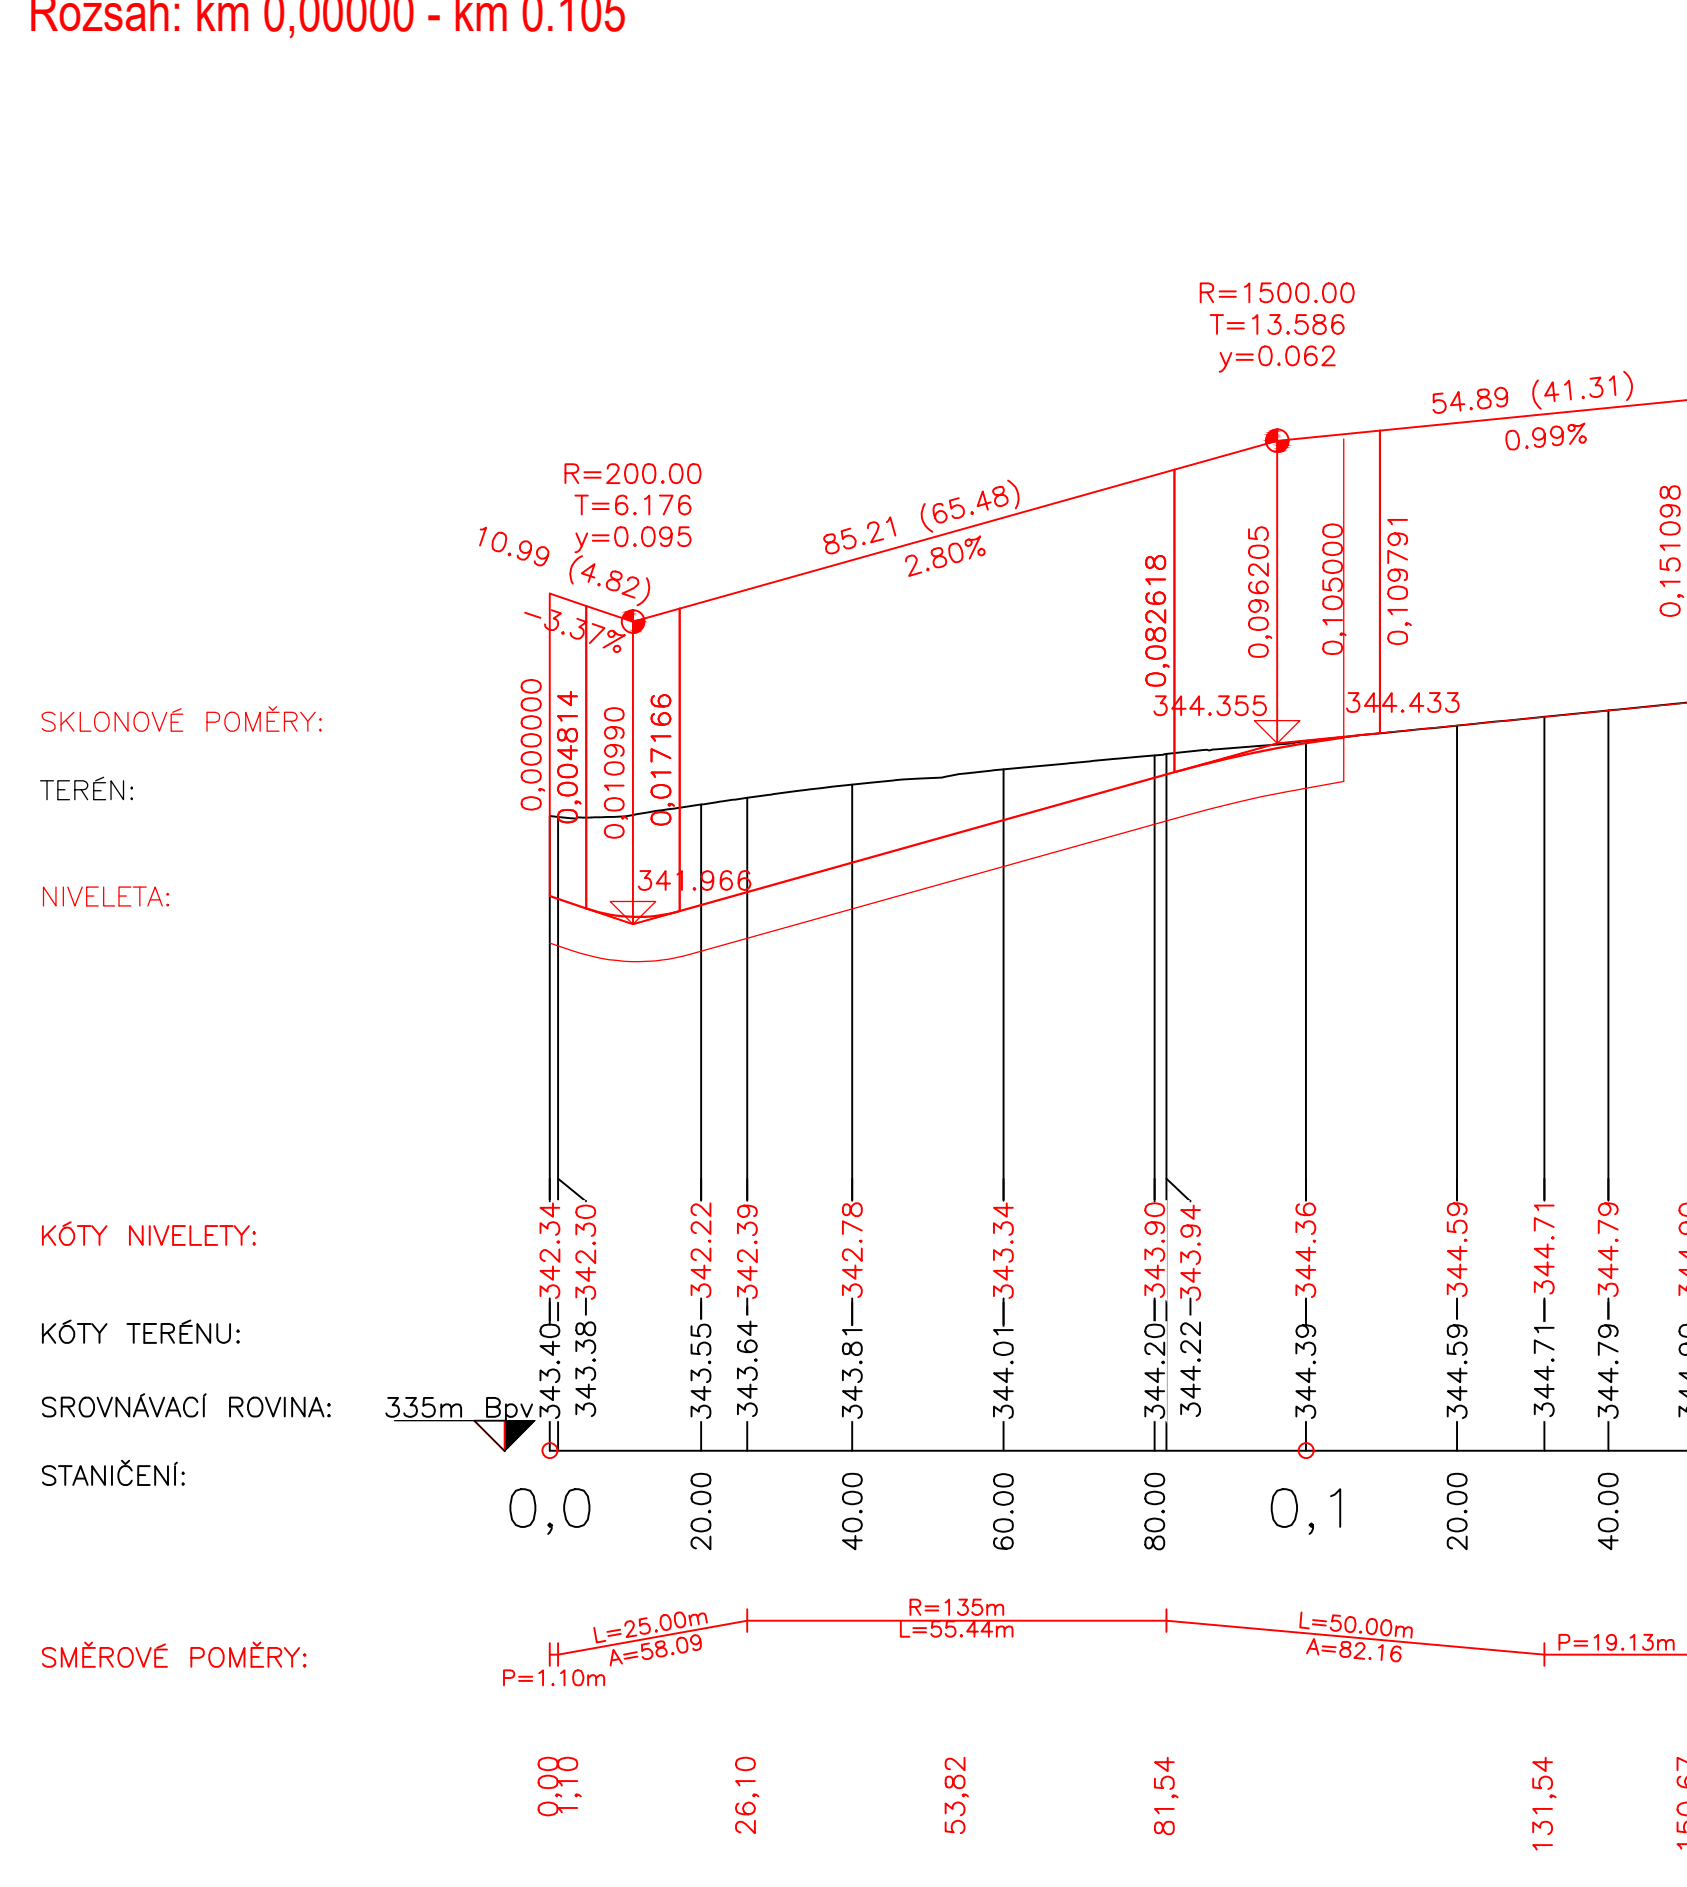 Rozsah: km 0,00000 - km 0.105
R=1500.00
T=13.586
y=0.062
54.89 (41.31)
0.99%
R=200.00
T=6.176
y=0.095
10.99 (4.82)
-3.37%
85.21 (65.48)
2.80%
0,000000
0,004814
0,010990
0,017166
0,082618
0,096205
0,105000
0,109791
0,151098
SKLONOVÉ POMĚRY:
344.355
344.433
TERÉN:
341.966
NIVELETA:
KÓTY NIVELETY:
342.34
342.30
342.22
342.39
342.78
343.34
343.90
343.94
344.36
344.59
344.71
344.79
KÓTY TERÉNU:
343.40
343.38
343.55
343.64
343.81
344.01
344.20
344.22
344.39
344.59
344.71
344.79
SROVNÁVACÍ ROVINA:
335m Bpv
STANIČENÍ:
0,0
20.00
40.00
60.00
80.00
0,1
20.00
40.00
SMĚROVÉ POMĚRY:
P=1.10m
L=25.00m
A=58.09
R=135m
L=55.44m
L=50.00m
A=82.16
P=19.13m
0,00
1,10
26,10
53,82
81,54
131,54